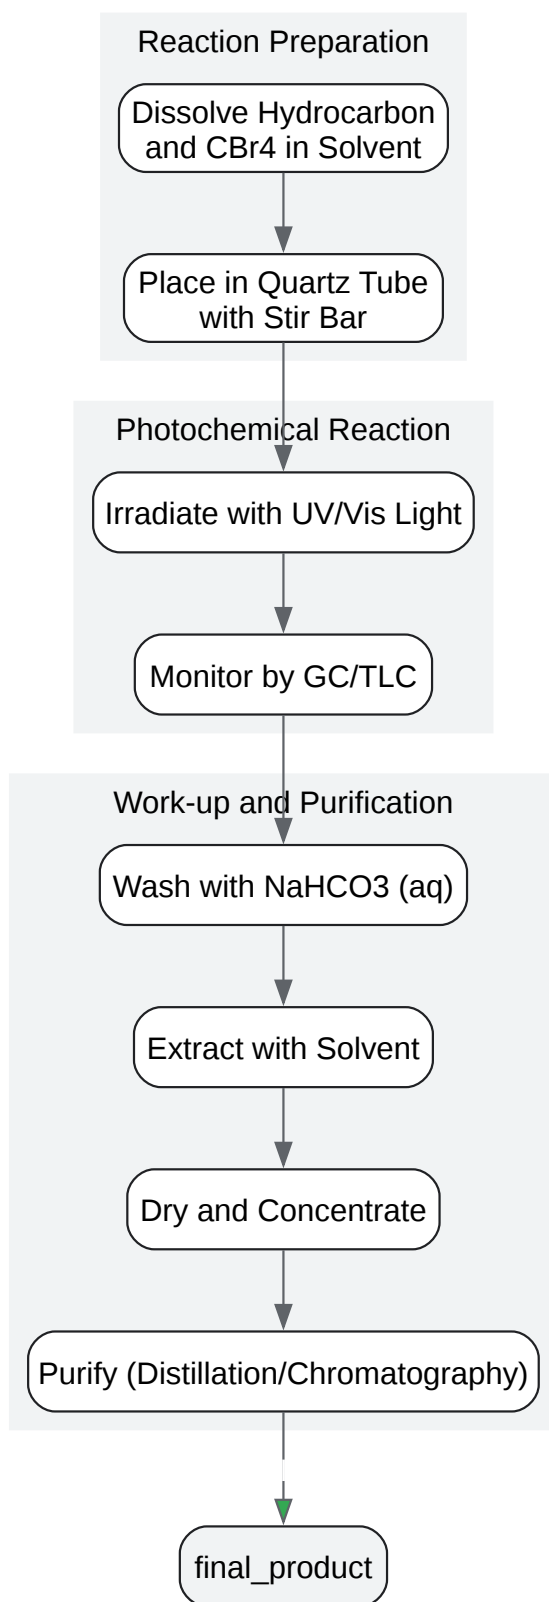 Reaction Preparation
Dissolve Hydrocarbon
and CBr4 in Solvent
Place in Quartz Tube
with Stir Bar
Photochemical Reaction
Irradiate with UV/Vis Light
Monitor by GC/TLC
Work-up and Purification
Wash with NaHCO3 (aq)
Extract with Solvent
Dry and Concentrate
Purify (Distillation/Chromatography)
final_product